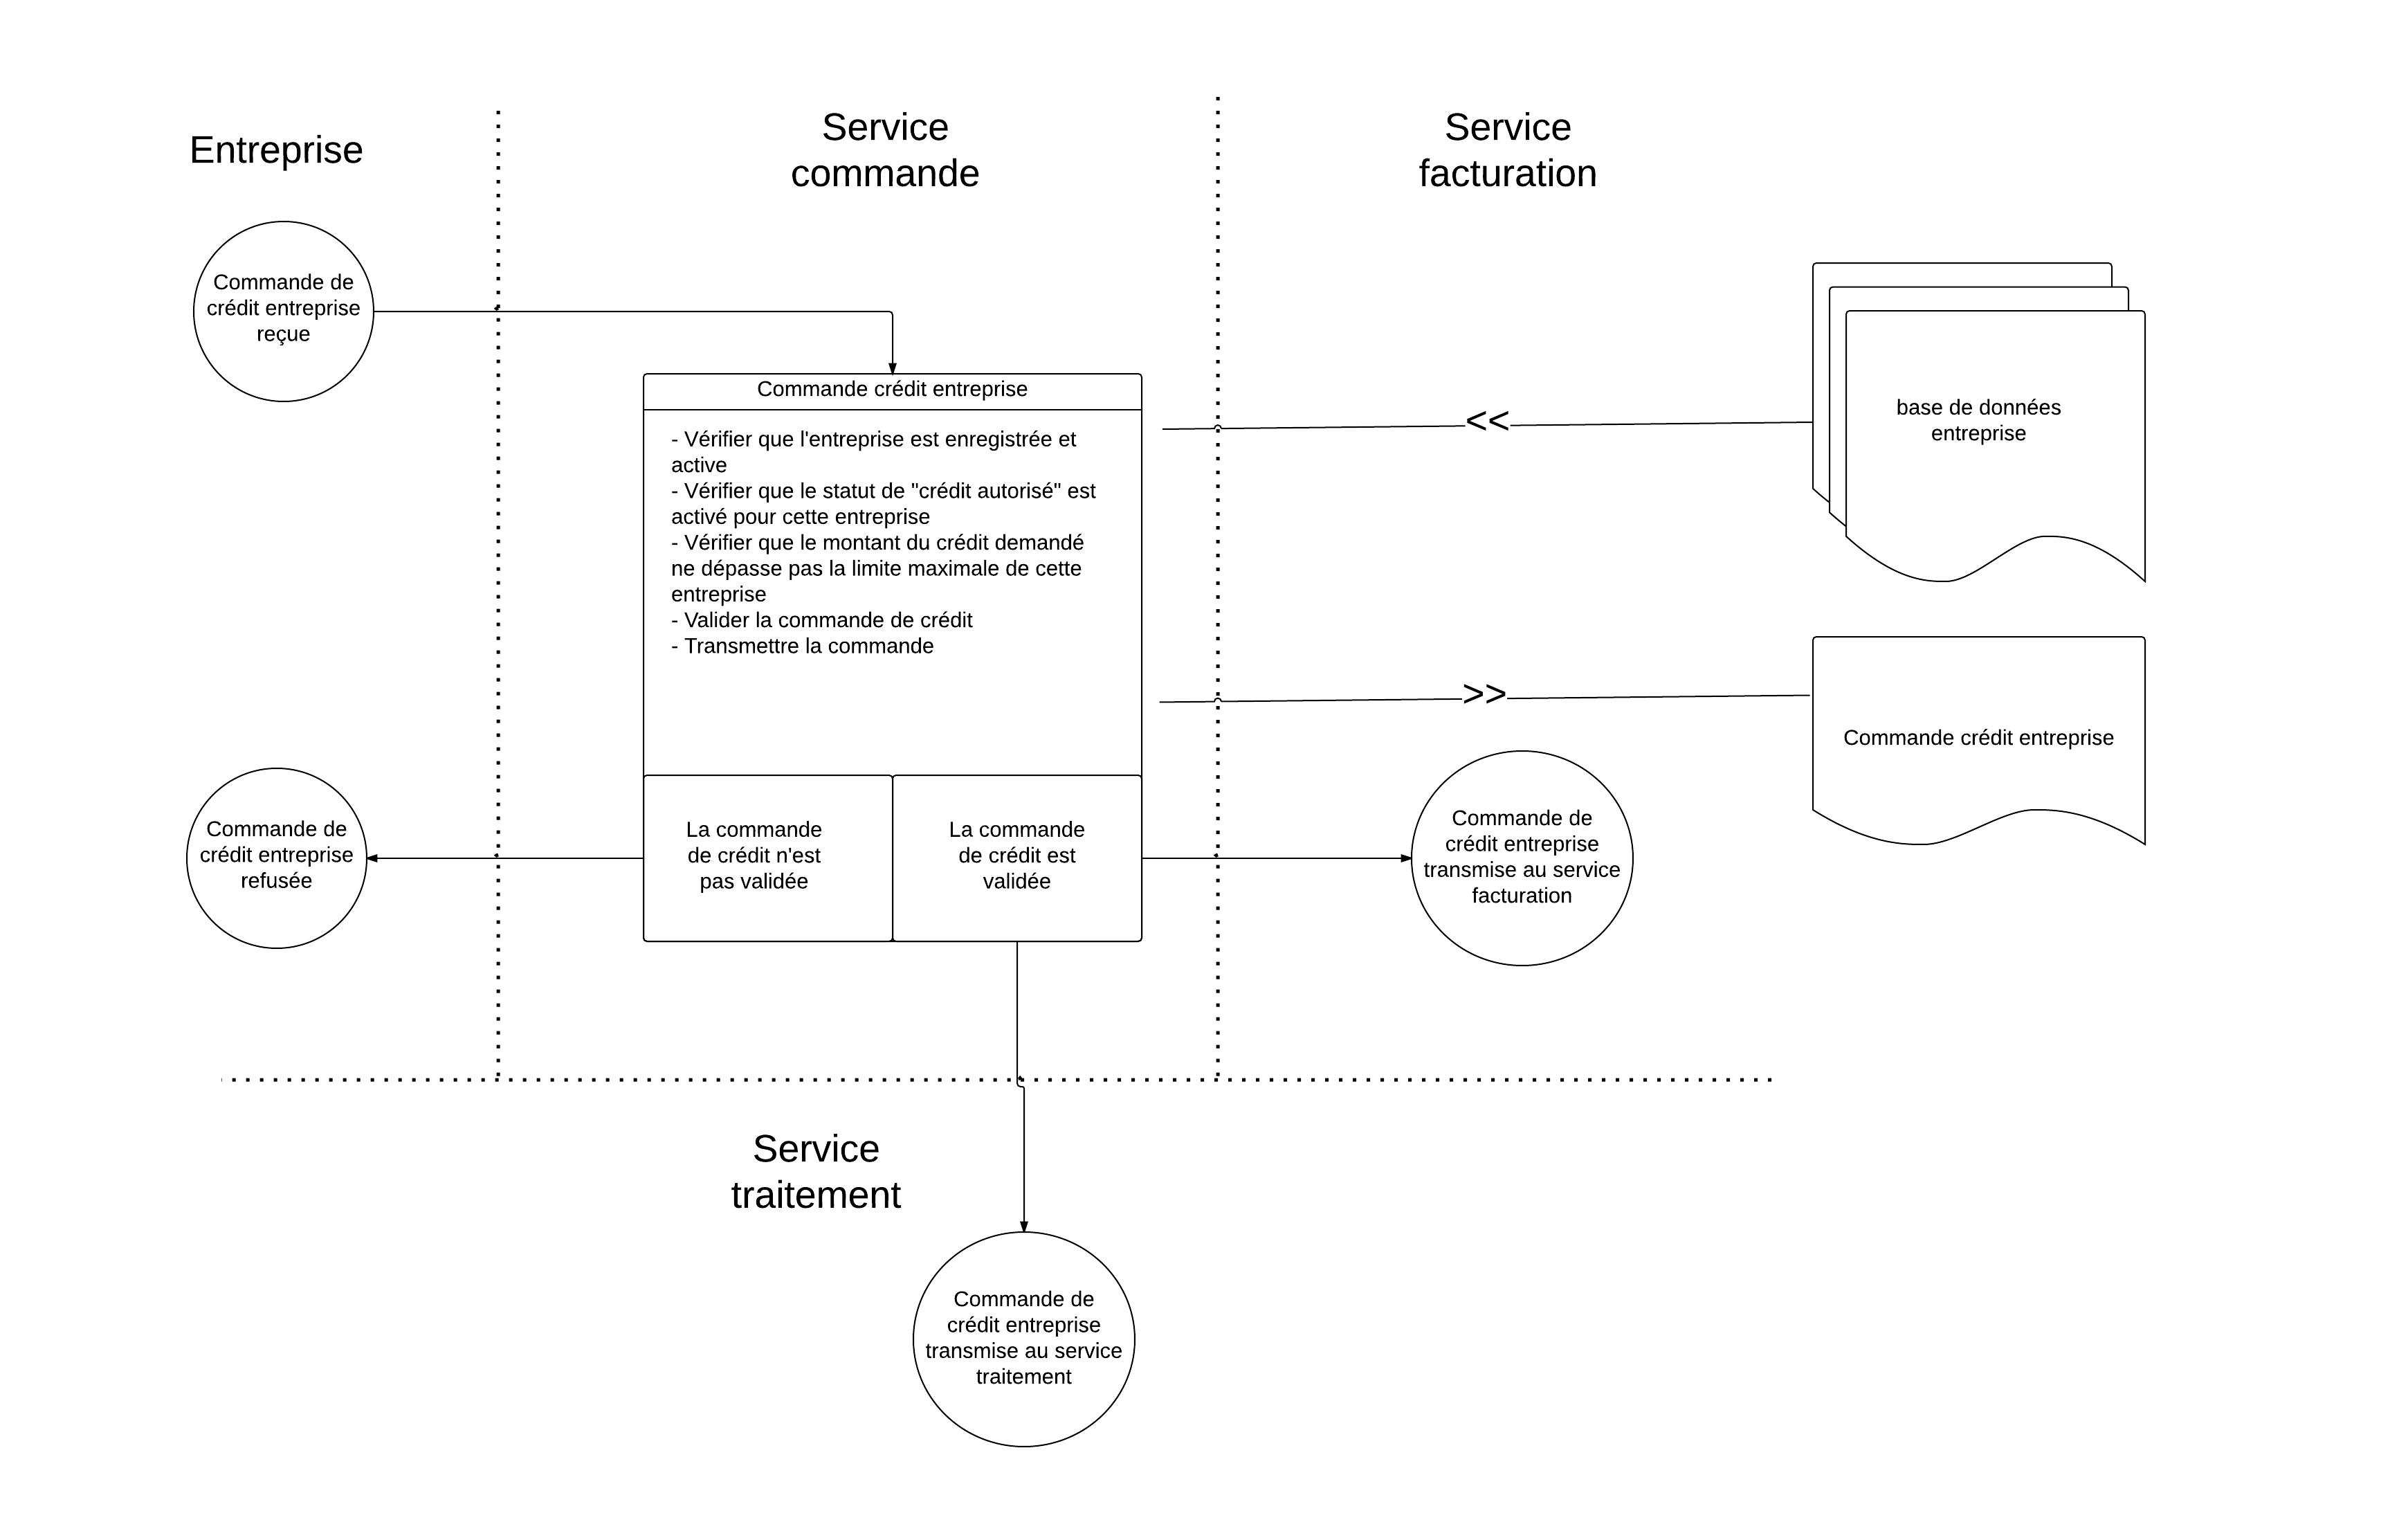 Entreprise
Service
commande
Service
facturation
Commande de
crédit entreprise
reçue
Commande crédit entreprise
- Vérifier que l'entreprise est enregistrée et
active
- Vérifier que le statut de "crédit autorisé" est
activé pour cette entreprise
- Vérifier que le montant du crédit demandé
ne dépasse pas la limite maximale de cette
entreprise
- Valider la commande de crédit
- Transmettre la commande
<<
base de données
entreprise
>>
Commande crédit entreprise
Commande de
crédit entreprise
refusée
La commande
de crédit n'est
pas validée
La commande
de crédit est
validée
Commande de
crédit entreprise
transmise au service
facturation
Service
traitement
Commande de
crédit entreprise
transmise au service
traitement